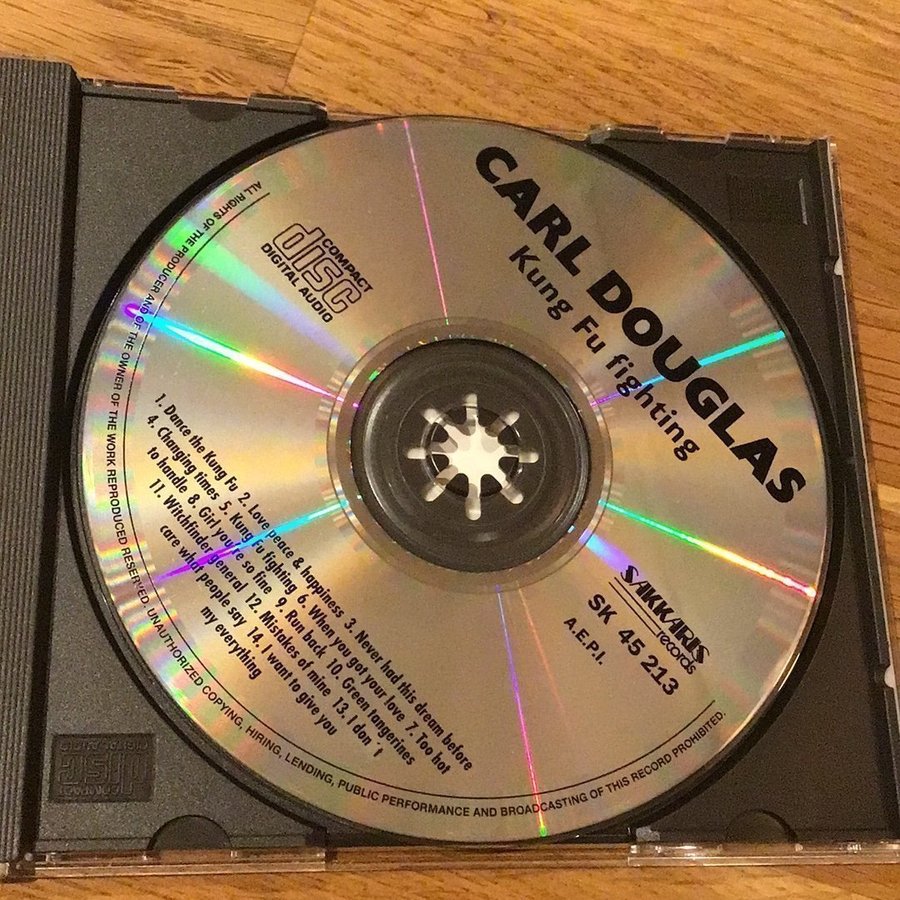 CARL DOUGLAS
Kung Fu fighting
COMPACT
disc
DIGITAL AUDIO
1. Dance the Kung Fu 2. Love peace & happiness 3. Never had this dream before
4. Changing times 5. Kung Fu fighting 6. When you got your love 7. Too hot
to handle 8. Girl you're so fine 9. Run back 10. Green tangerines
11. Witchfinder general 12. Mistakes of mine 13. I don´t
care what people say 14. I want to give you
my everything
SAKKARIS
records
SK 45 213
A.E.P.I.
ALL RIGHTS OF THE PRODUCER AND OF THE OWNER OF THE WORK REPRODUCED RESERVED. UNAUTHORIZED COPYING, HIRING, LENDING, PUBLIC PERFORMANCE AND BROADCASTING OF THIS RECORD PROHIBITED.
COMPACT
disc
DIGITAL AUDIO